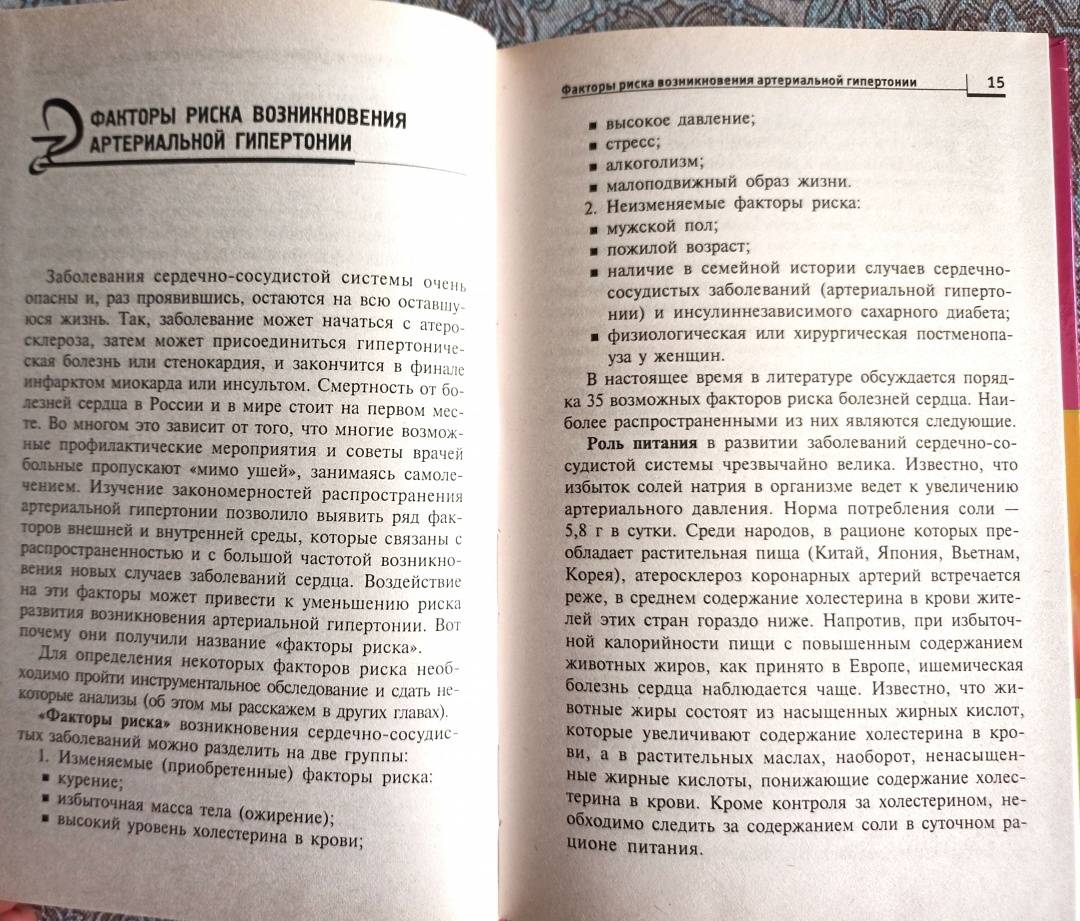 ФАКТОРЫ РИСКА ВОЗНИКНОВЕНИЯ
АРТЕРИАЛЬНОЙ ГИПЕРТОНИИ
Заболевания сердечно-сосудистой системы очень
опасны и, раз проявившись, остаются на всю оставшу-
юся жизнь. Так, заболевание может начаться с атеро-
склероза, затем может присоединиться гипертониче-
ская болезнь или стенокардия, и закончится в финале
инфарктом миокарда или инсультом. Смертность от бо-
лезней сердца в России и в мире стоит на первом мес-
те. Во многом это зависит от того, что многие возмож-
ные профилактические мероприятия и советы врачей
больные пропускают «мимо ушей», занимаясь самоле-
чением. Изучение закономерностей распространения
артериальной гипертонии позволило выявить ряд фак-
торов внешней и внутренней среды, которые связаны с
распространенностью и с большой частотой возникно-
вения новых случаев заболеваний сердца. Воздействие
на эти факторы может привести к уменьшению риска
развития возникновения артериальной гипертонии. Вот
почему они получили название «факторы риска».
Для определения некоторых факторов риска необ-
ходимо пройти инструментальное обследование и сдать не-
которые анализы (об этом мы расскажем в других главах).
«Факторы риска» возникновения сердечно-сосудис-
тых заболеваний можно разделить на две группы:
1. Изменяемые (приобретенные) факторы риска:
▪ курение;
▪ избыточная масса тела (ожирение);
▪ высокий уровень холестерина в крови;
Факторы риска возникновения артериальной гипертонии 15
▪ высокое давление;
▪ стресс;
▪ алкоголизм;
▪ малоподвижный образ жизни.
2. Неизменяемые факторы риска:
▪ мужской пол;
▪ пожилой возраст;
▪ наличие в семейной истории случаев сердечно-
сосудистых заболеваний (артериальной гиперто-
нии) и инсулиннезависимого сахарного диабета;
▪ физиологическая или хирургическая постменопа-
уза у женщин.
В настоящее время в литературе обсуждается поряд-
ка 35 возможных факторов риска болезней сердца. Наи-
более распространенными из них являются следующие.
Роль питания в развитии заболеваний сердечно-со-
судистой системы чрезвычайно велика. Известно, что
избыток солей натрия в организме ведет к увеличению
артериального давления. Норма потребления соли —
5,8 г в сутки. Среди народов, в рационе которых пре-
обладает растительная пища (Китай, Япония, Вьетнам,
Корея), атеросклероз коронарных артерий встречается
реже, в среднем содержание холестерина в крови жите-
лей этих стран гораздо ниже. Напротив, при избыточ-
ной калорийности пищи с повышенным содержанием
животных жиров, как принято в Европе, ишемическая
болезнь сердца наблюдается чаще. Известно, что жи-
вотные жиры состоят из насыщенных жирных кислот,
которые увеличивают содержание холестерина в кро-
ви, а в растительных маслах, наоборот, ненасыщен-
ные жирные кислоты, понижающие содержание холес-
терина в крови. Кроме контроля за холестерином, не-
обходимо следить за содержанием соли в суточном ра-
ционе питания.